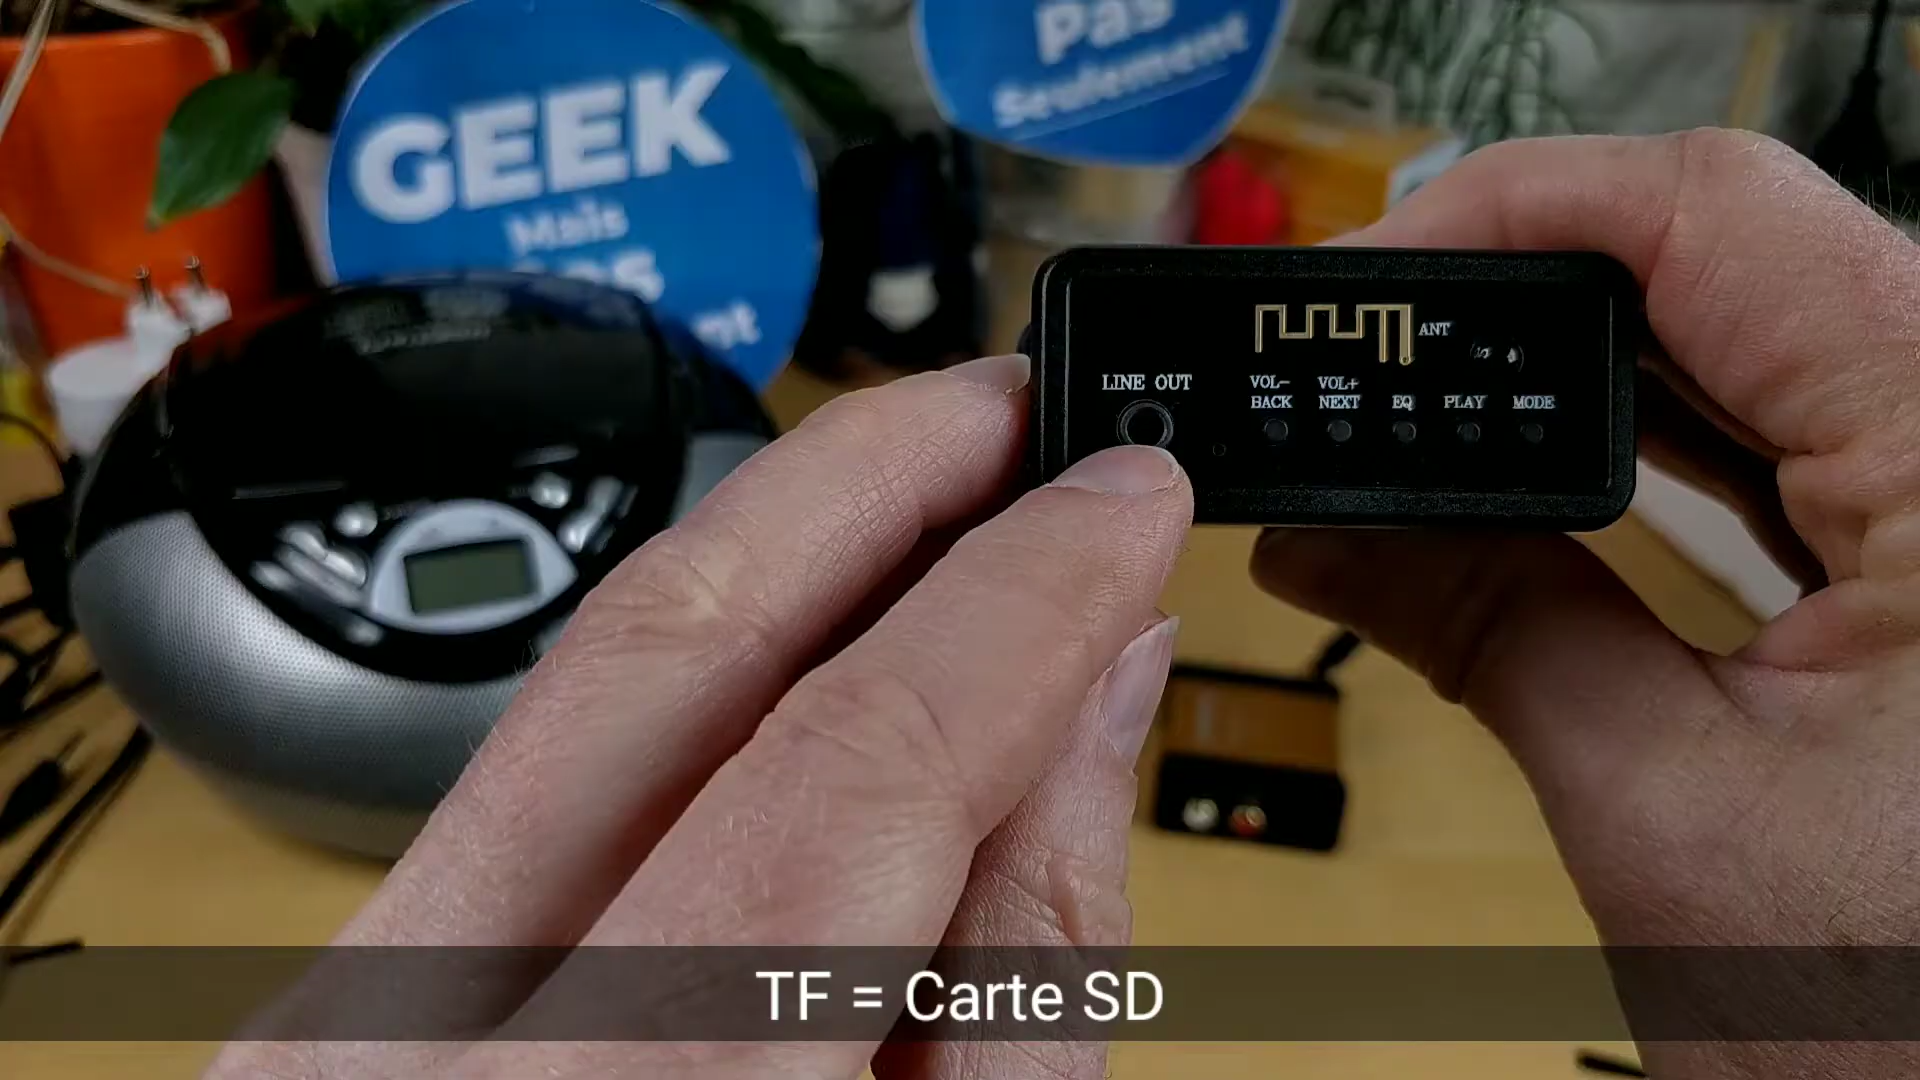 GEEK
Mais
Pas
Seulement
ANT
LINE OUT
VOL-
BACK
VOL+
NEXT
EQ
PLAY
MODE
TF = Carte SD